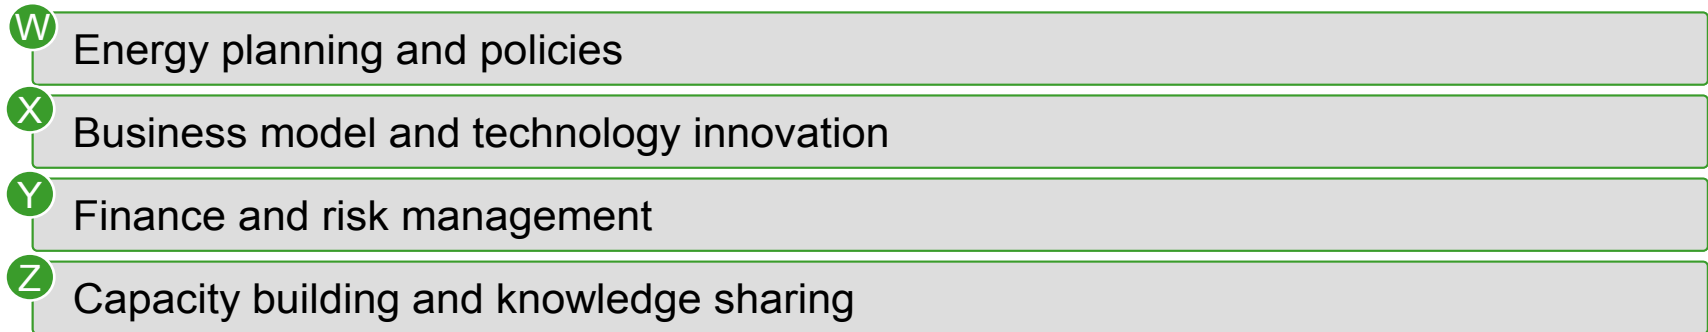 W
Energy planning and policies
X
Business model and technology innovation
Y
Finance and risk management
Z
Capacity building and knowledge sharing